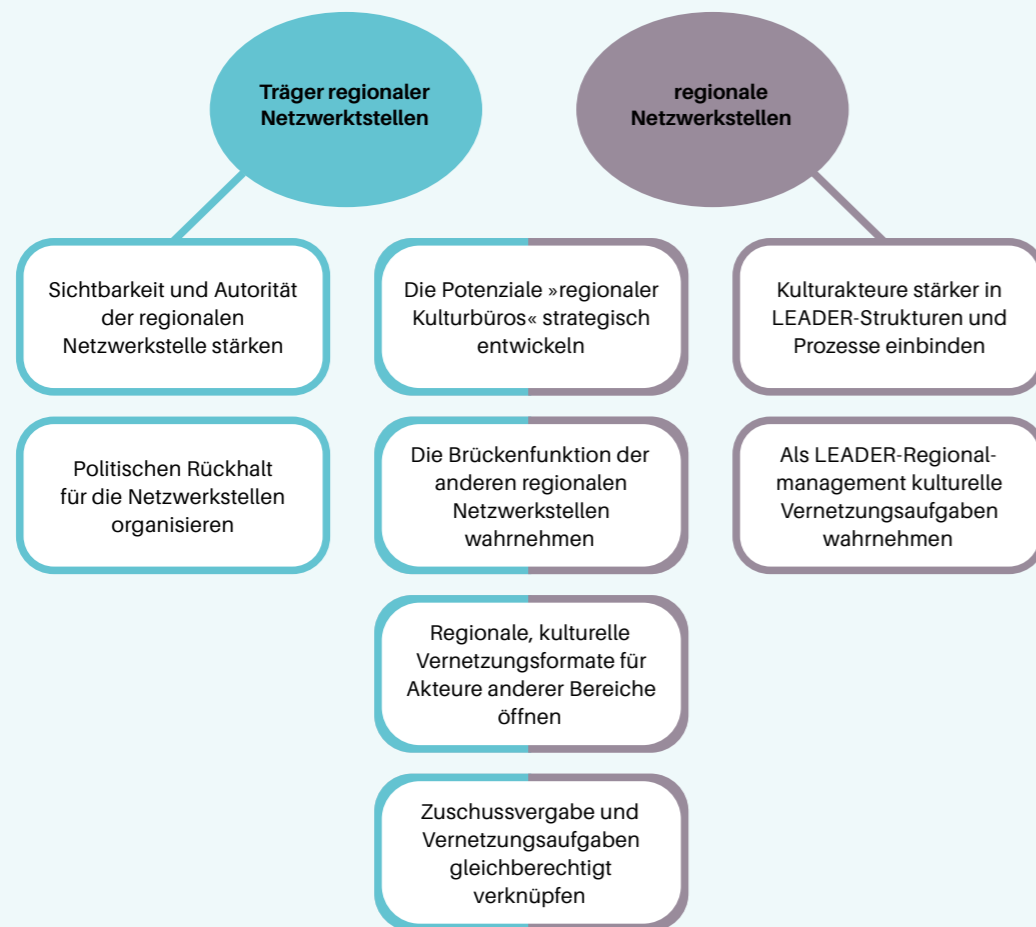 Träger regionaler
Netzwerktstellen
regionale
Netzwerkstellen
Sichtbarkeit und Autorität
der regionalen
Netzwerkstelle stärken
Politischen Rückhalt
für die Netzwerkstellen
organisieren
Die Potenziale »regionaler
Kulturbüros« strategisch
entwickeln
Die Brückenfunktion der
anderen regionalen
Netzwerkstellen
wahrnehmen
Regionale, kulturelle
Vernetzungsformate für
Akteure anderer Bereiche
öffnen
Zuschussvergabe und
Vernetzungsaufgaben
gleichberechtigt
verknüpfen
Kulturakteure stärker in
LEADER-Strukturen und
Prozesse einbinden
Als LEADER-Regional-
management kulturelle
Vernetzungsaufgaben
wahrnehmen